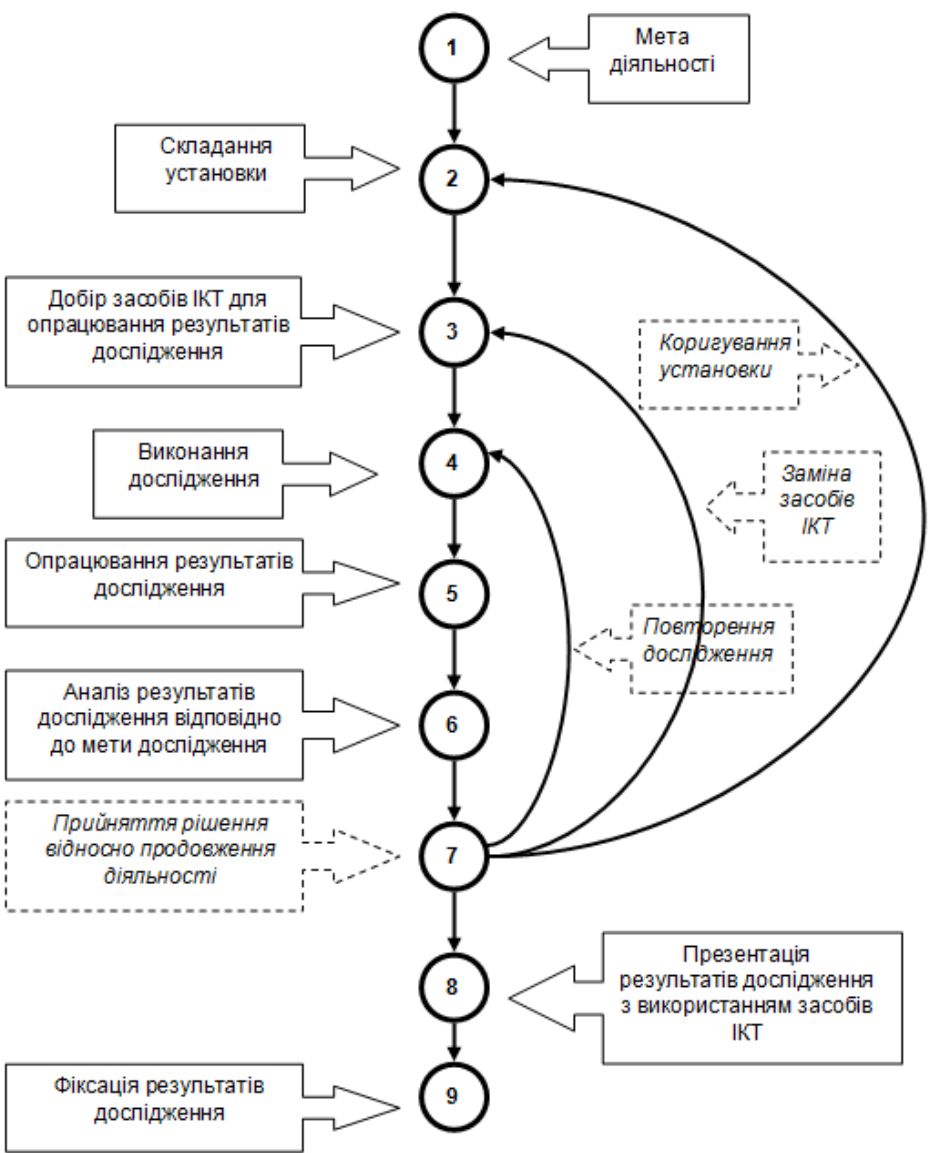 1
Мета
діяльності
Складання
установки
2
Добір засобів ІКТ для
опрацювання результатів
дослідження
3
Коригування
установки
Виконання
дослідження
4
Заміна
засобів
ІКТ
Опрацювання результатів
дослідження
5
Повторення
дослідження
Аналіз результатів
дослідження відповідно
до мети дослідження
6
Прийняття рішення
відносно продовження
діяльності
7
Презентація
результатів дослідження
з використанням засобів
ІКТ
8
Фіксація результатів
дослідження
9